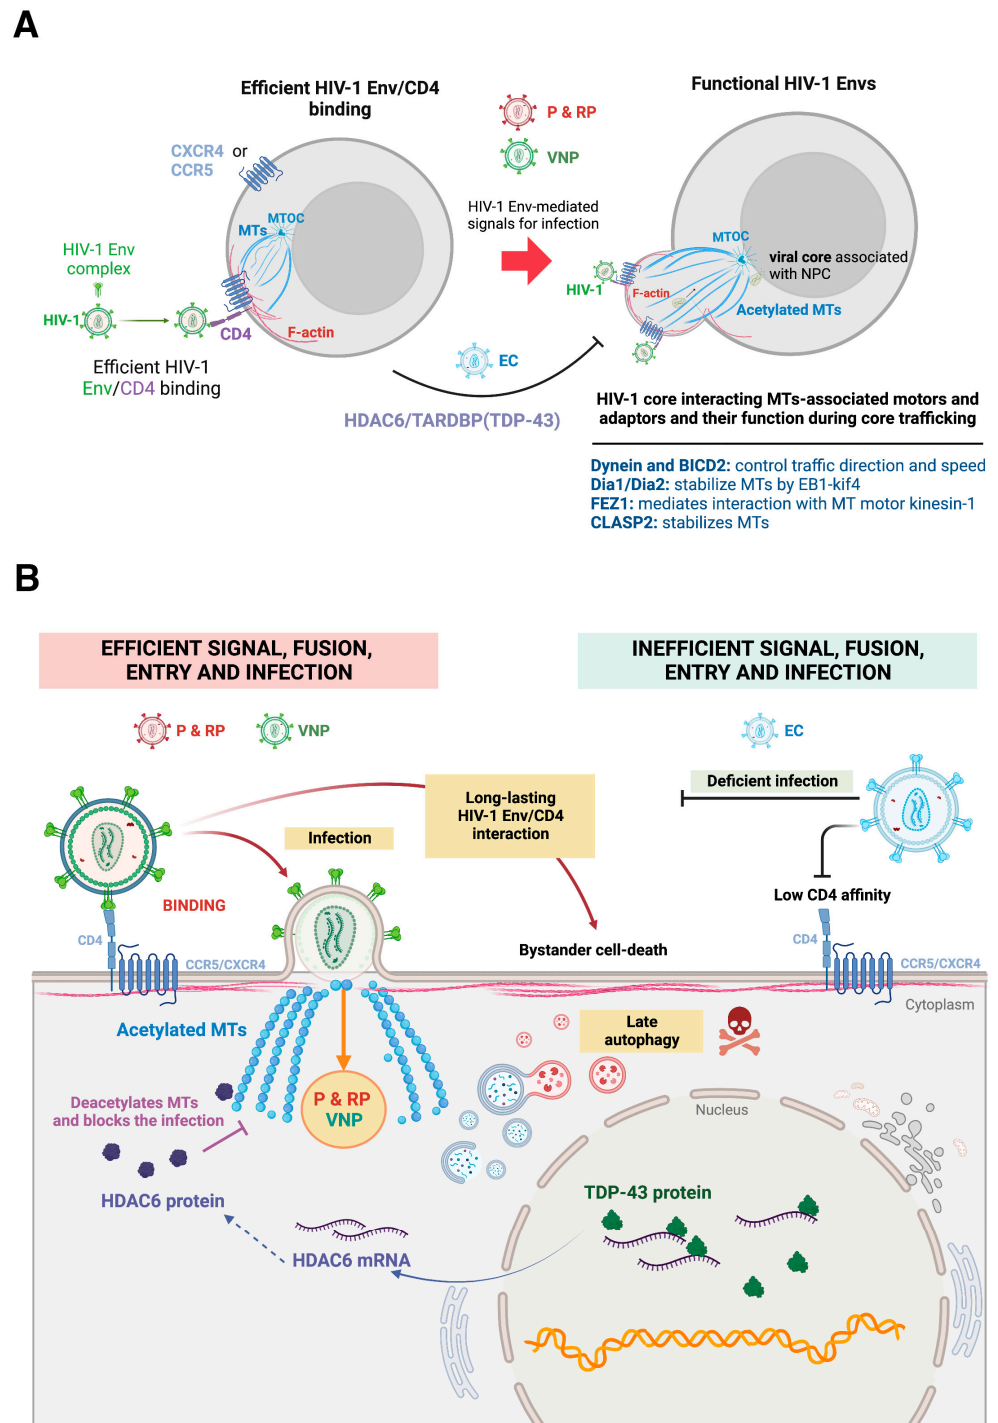 A
Efficient HIV-1 Env/CD4
binding
Functional HIV-1 Envs
P & RP
VNP
CXCR4 or
CCR5
HIV-1 Env-mediated
signals for infection
MTOC
MTs
HIV-1 Env
complex
HIV-1
CD4
F-actin
Efficient HIV-1
Env/CD4 binding
MTOC
viral core associated
with NPC
HIV-1
F-actin
Acetylated MTs
EC
HDAC6/TARDBP(TDP-43)
HIV-1 core interacting MTs-associated motors and
adaptors and their function during core trafficking
Dynein and BICD2: control traffic direction and speed
Dia1/Dia2: stabilize MTs by EB1-kif4
FEZ1: mediates interaction with MT motor kinesin-1
CLASP2: stabilizes MTs
B
EFFICIENT SIGNAL, FUSION,
ENTRY AND INFECTION
INEFFICIENT SIGNAL, FUSION,
ENTRY AND INFECTION
P & RP
VNP
EC
Deficient infection
Long-lasting
HIV-1 Env/CD4
interaction
Infection
Low CD4 affinity
BINDING
CD4
CCR5/CXCR4
Bystander cell-death
CD4
CCR5/CXCR4
Cytoplasm
Acetylated MTs
Late
autophagy
Deacetylates MTs
and blocks the infection
P & RP
VNP
Nucleus
HDAC6 protein
TDP-43 protein
HDAC6 mRNA